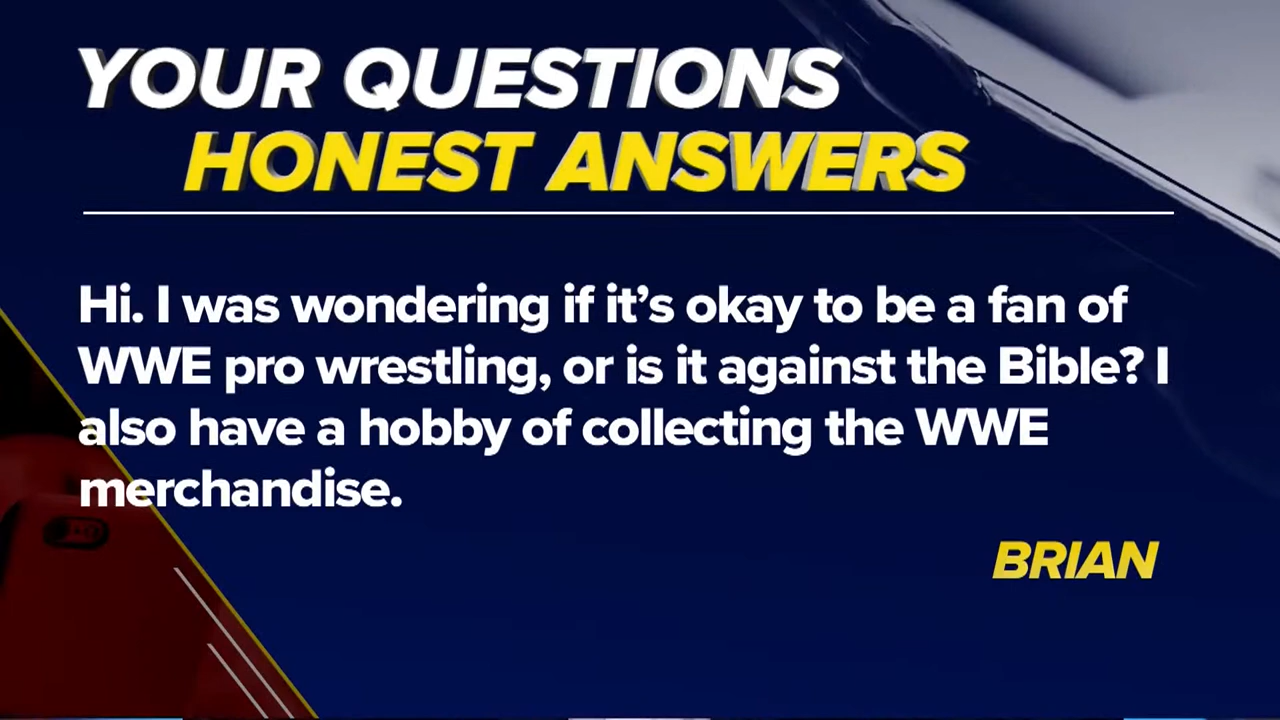 YOUR QUESTIONS
HONEST ANSWERS
Hi. I was wondering if it’s okay to be a fan of
WWE pro wrestling, or is it against the Bible? I
also have a hobby of collecting the WWE
merchandise.
BRIAN